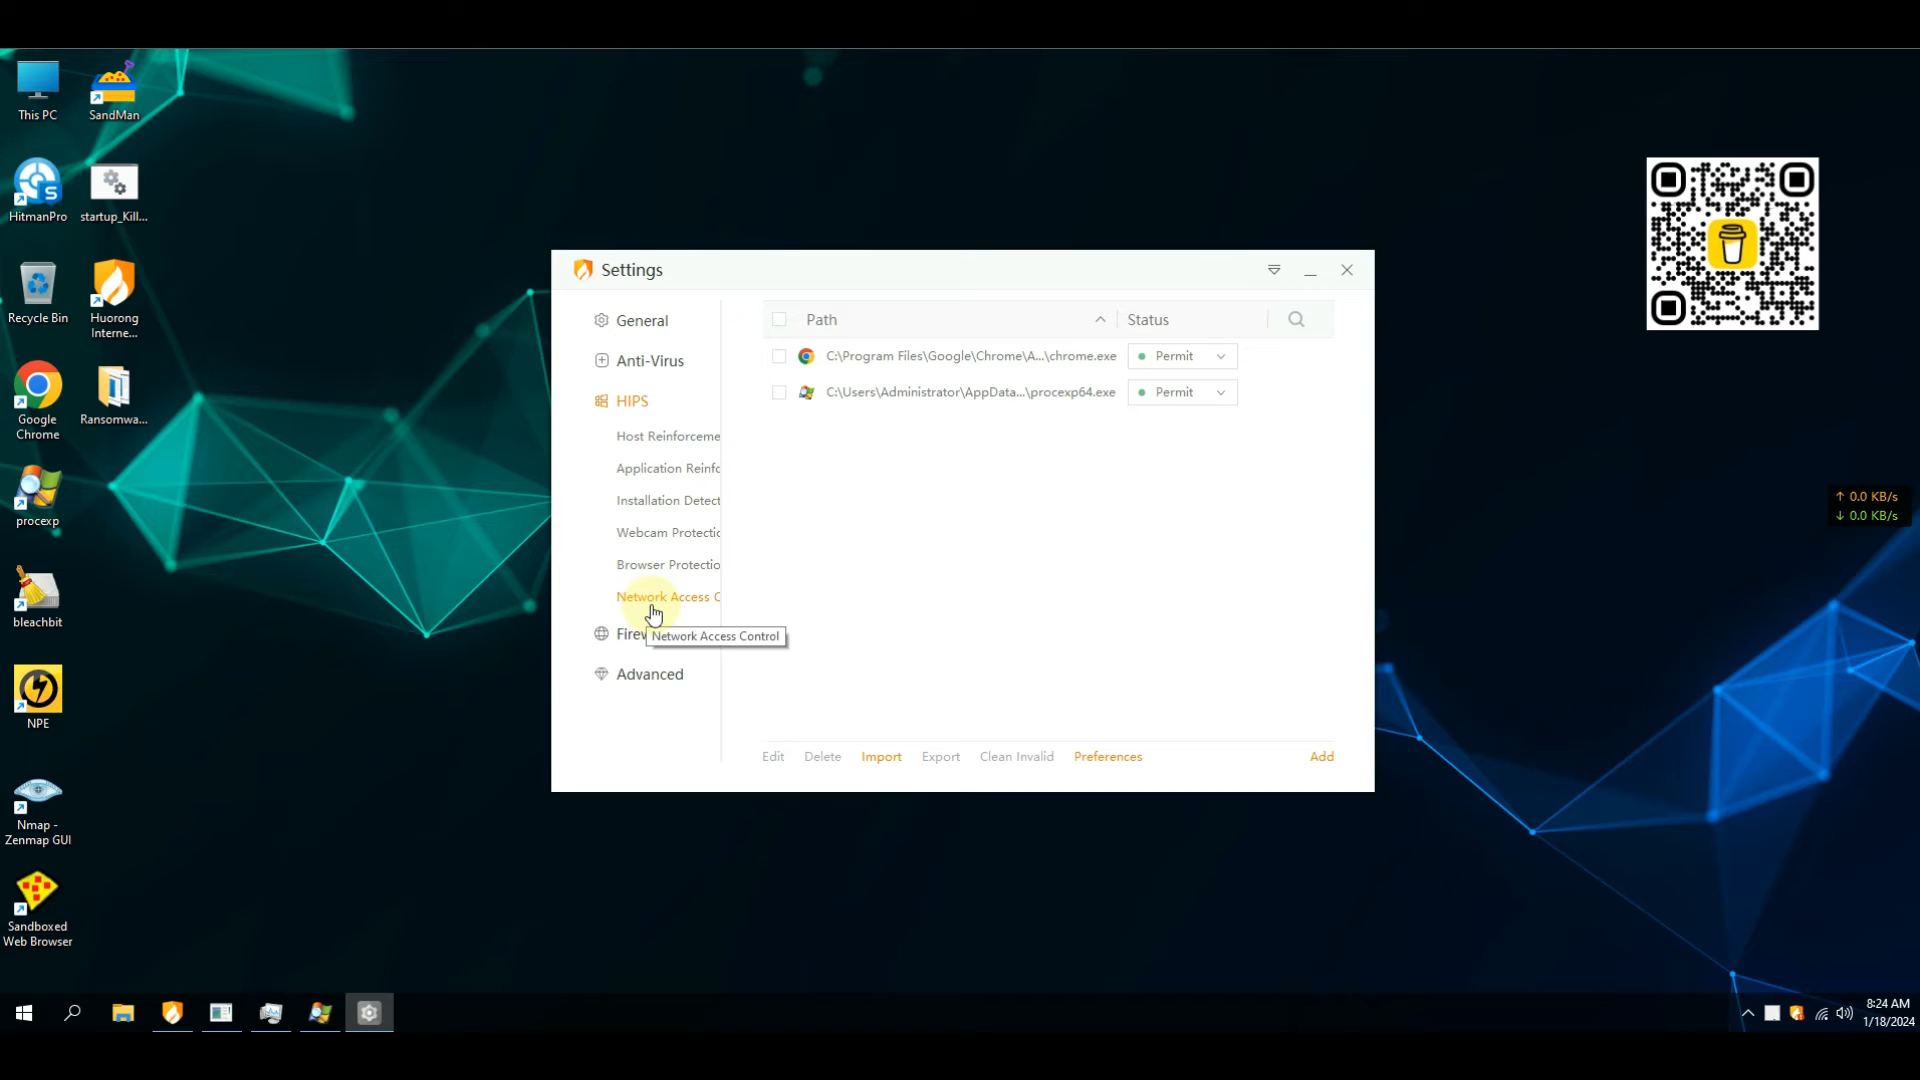 This PC
SandMan
HitmanPro
startup_Kill...
Recycle Bin
Huorong
Interne...
Google
Chrome
Ransomwa...
procexp
bleachbit
NPE
Nmap -
Zenmap GUI
Sandboxed
Web Browser
Settings
General
Anti-Virus
HIPS
Host Reinforceme
Application Reinfo
Installation Detect
Webcam Protectic
Browser Protectio
Network Access C
Firew
Network Access Control
Advanced
Path
Status
C:\Program Files\Google\Chrome\A...\chrome.exe
Permit
C:\Users\Administrator\AppData...\procexp64.exe
Permit
Edit
Delete
Import
Export
Clean Invalid
Preferences
Add
↑ 0.0 KB/s
↓ 0.0 KB/s
8:24 AM
1/18/2024